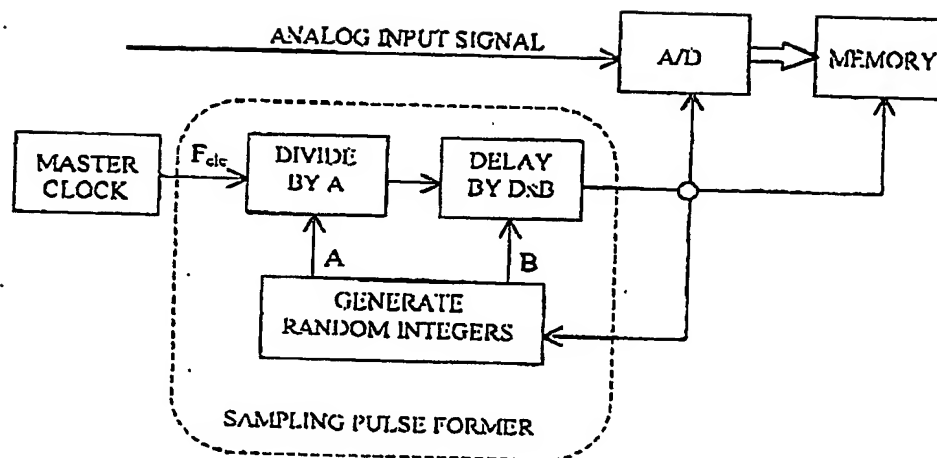 ANALOG INPUT SIGNAL
A/D
MEMORY
MASTER
CLOCK
Fclc
DIVIDE
BY A
DELAY
BY DxB
A
B
GENERATE
RANDOM INTEGERS
SAMPLING PULSE FORMER